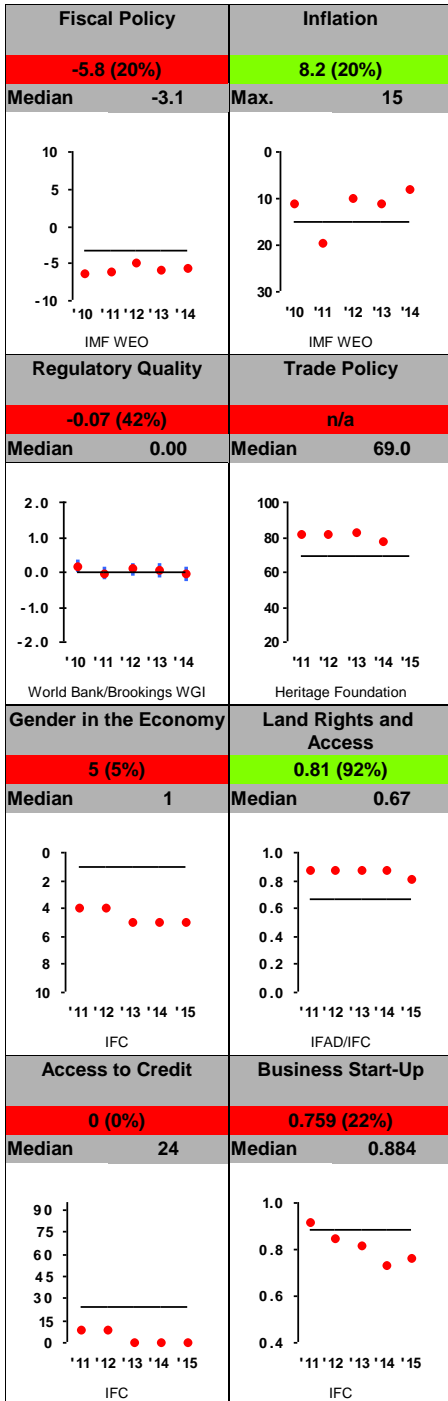 Fiscal Policy
-5.8 (20%)
Median -3.1
10
5
0
-5
-10
'10 '11 '12 '13 '14
IMF WEO
Inflation
8.2 (20%)
Max. 15
0
10
20
30
'10 '11 '12 '13 '14
IMF WEO
Regulatory Quality
-0.07 (42%)
Median 0.00
2.0
1.0
0.0
-1.0
-2.0
'10 '11 '12 '13 '14
World Bank/Brookings WGI
Trade Policy
n/a
Median 69.0
100
80
60
40
20
'11 '12 '13 '14 '15
Heritage Foundation
Gender in the Economy
5 (5%)
Median 1
0
2
4
6
8
10
'11 '12 '13 '14 '15
IFC
Land Rights and
Access
0.81 (92%)
Median 0.67
1.0
0.8
0.6
0.4
0.2
0.0
'11 '12 '13 '14 '15
IFAD/IFC
Access to Credit
0 (0%)
Median 24
90
75
60
45
30
15
0
'11 '12 '13 '14 '15
IFC
Business Start-Up
0.759 (22%)
Median 0.884
1.0
0.8
0.6
0.4
'11 '12 '13 '14 '15
IFC